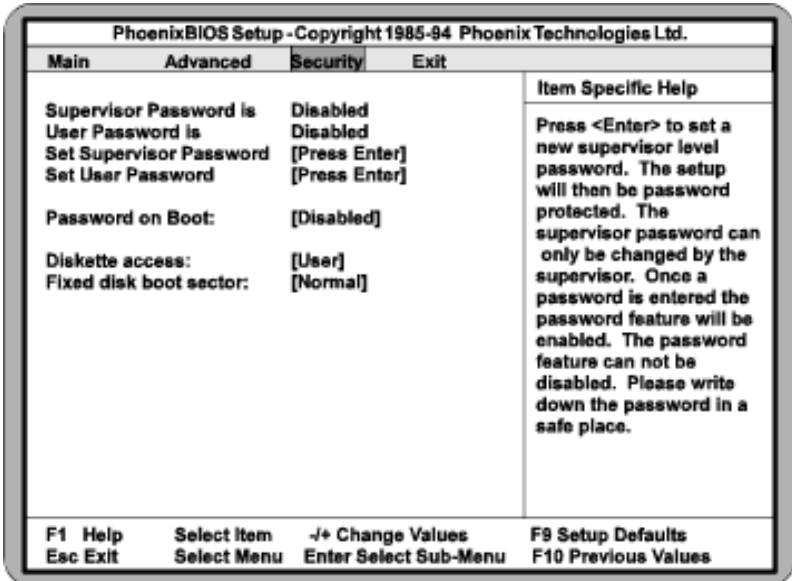 PhoenixBIOS Setup - Copyright 1985-94 Phoenix Technologies Ltd.
Main Advanced Security Exit
Supervisor Password is Disabled
User Password is Disabled
Set Supervisor Password [Press Enter]
Set User Password [Press Enter]
Password on Boot: [Disabled]
Diskette access: [User]
Fixed disk boot sector: [Normal]
Item Specific Help
Press <Enter> to set a
new supervisor level
password. The setup
will then be password
protected. The
supervisor password can
only be changed by the
supervisor. Once a
password is entered the
password feature will be
enabled. The password
feature can not be
disabled. Please write
down the password in a
safe place.
F1 Help Select Item -/+ Change Values F9 Setup Defaults
Esc Exit Select Menu Enter Select Sub-Menu F10 Previous Values